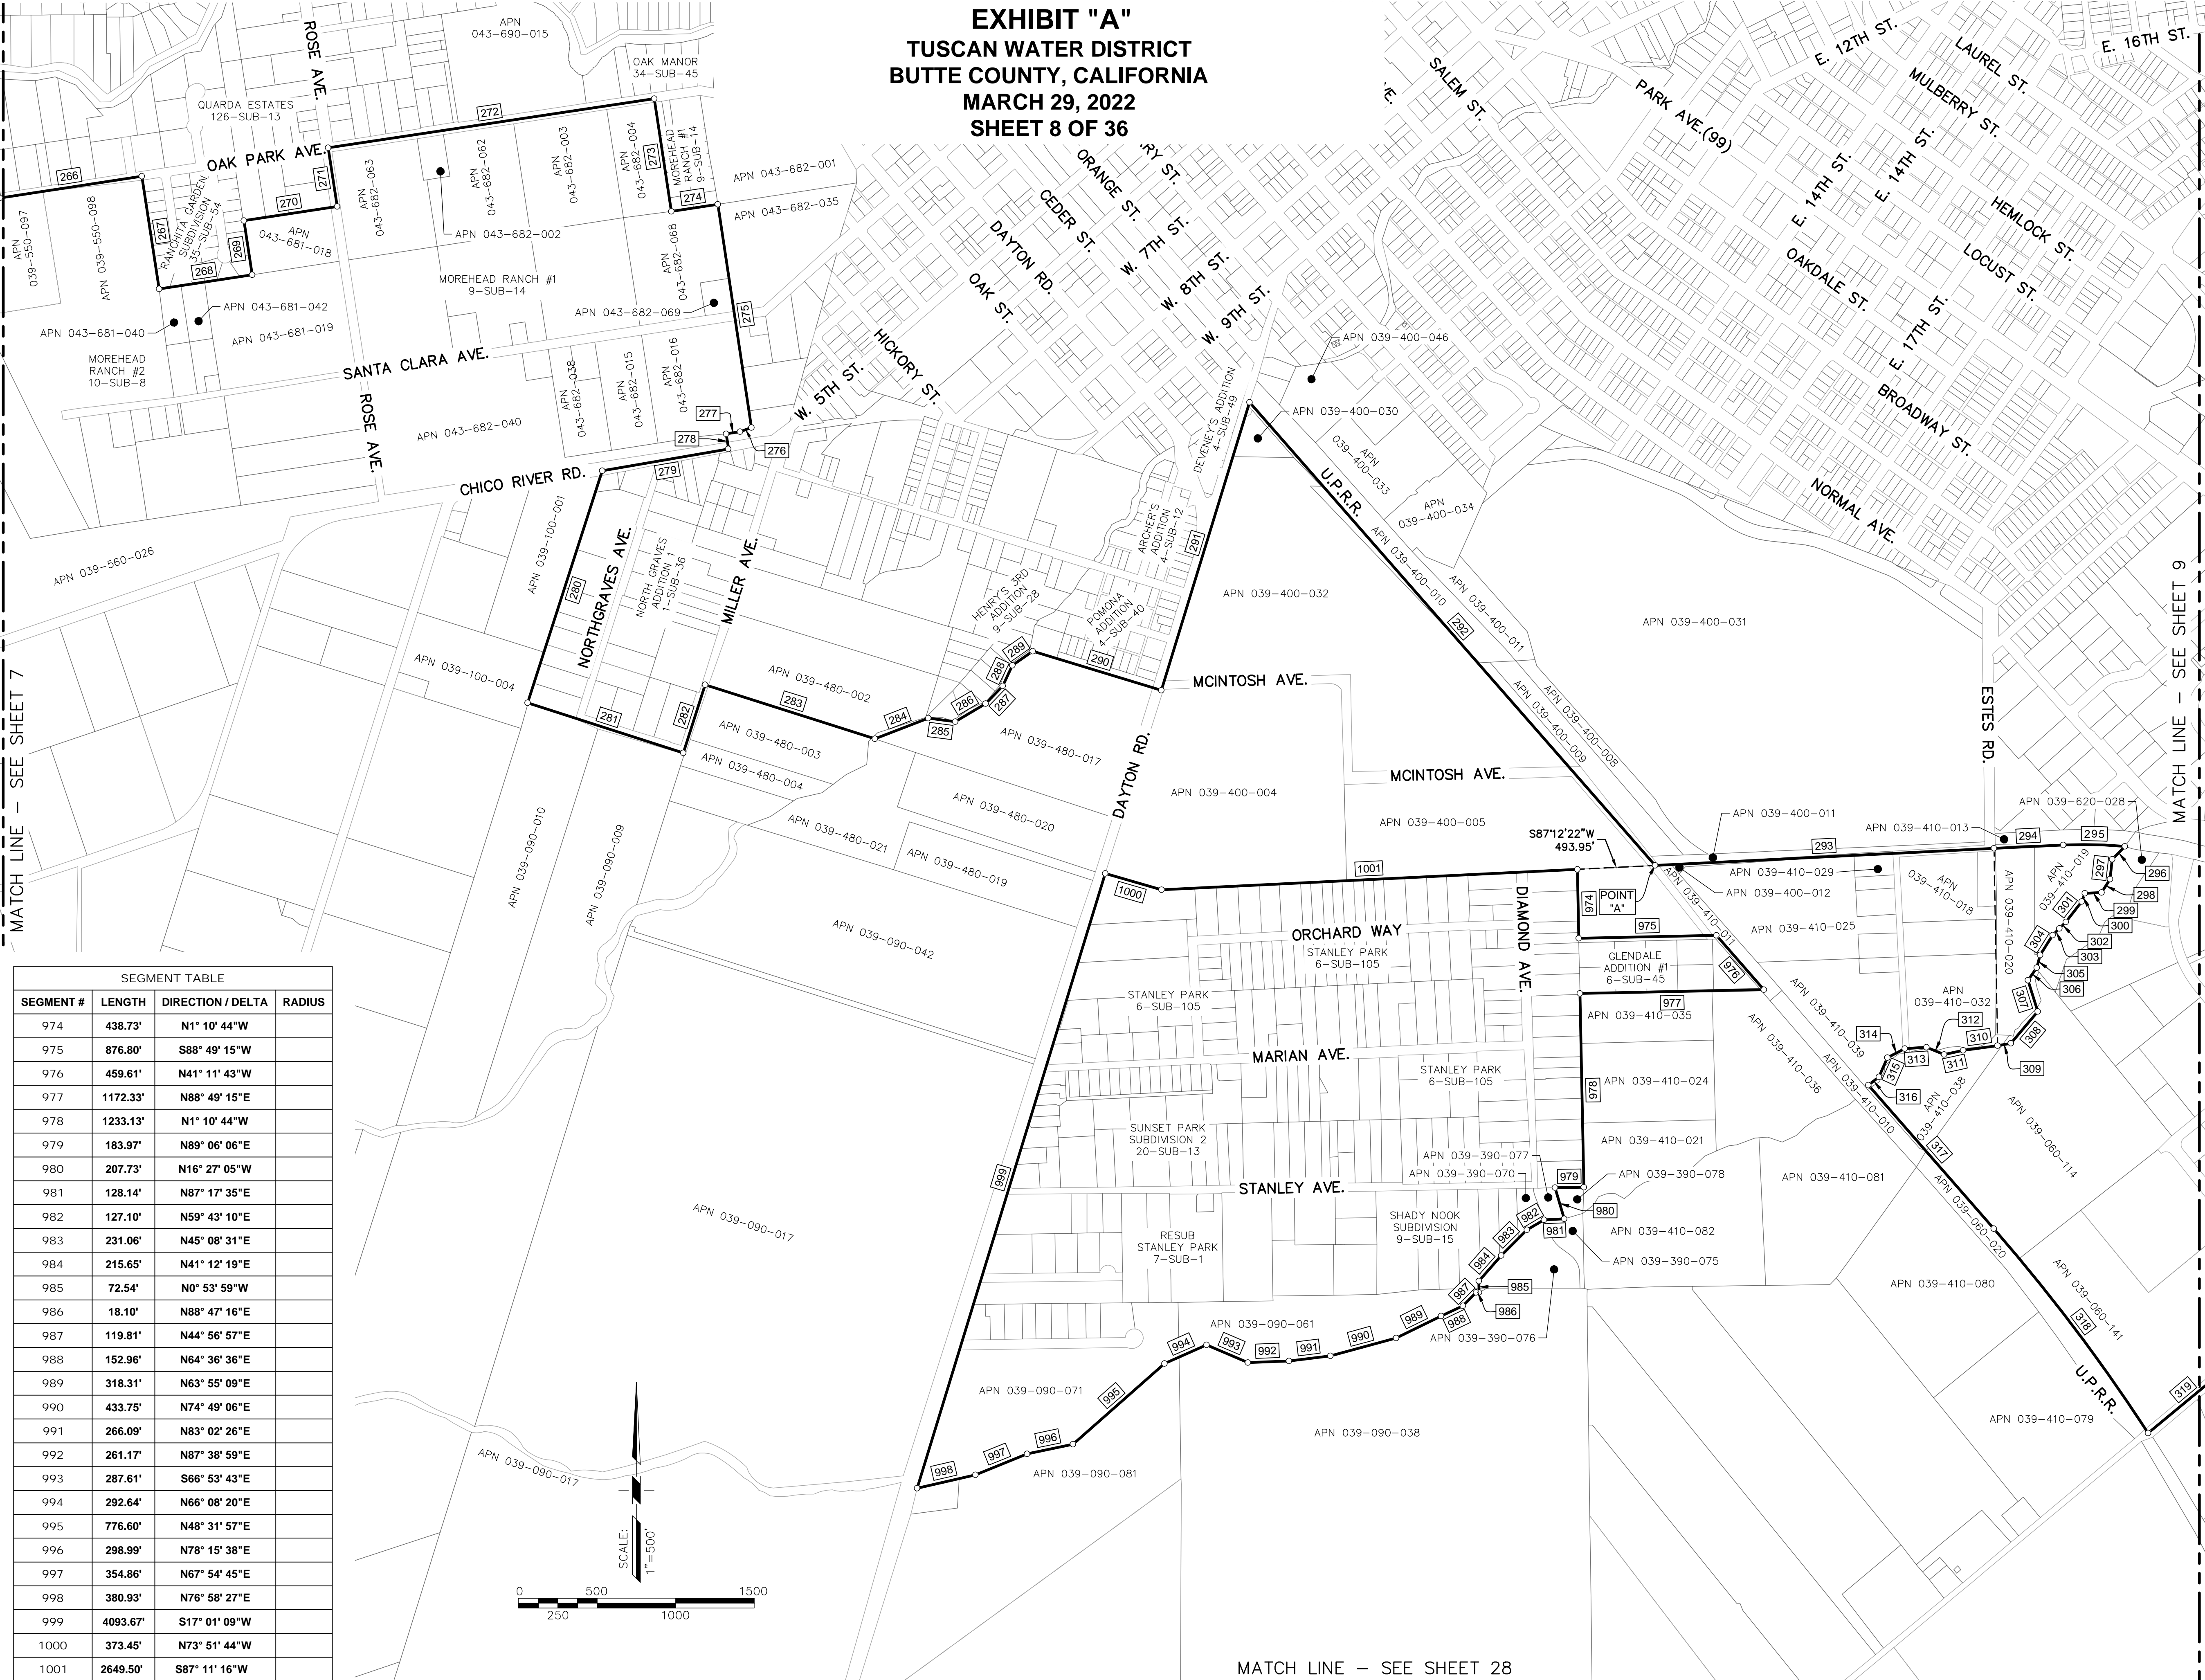 EXHIBIT "A"
TUSCAN WATER DISTRICT
BUTTE COUNTY, CALIFORNIA
MARCH 29, 2022
SHEET 8 OF 36
ROSE AVE.
APN
043-690-015
OAK MANOR
34-SUB-45
QUARDA ESTATES
126-SUB-13
272
OAK PARK AVE.
266
267
268
269
270
271
273
274
275
RANCHITA GARDEN
SUBDIVISION
35-SUB-54
APN
039-550-097
APN 039-550-098
APN
043-681-018
APN
043-682-063
APN
043-682-062
APN
043-682-003
APN
043-682-004
MOREHEAD
RANCH #1
9-SUB-14
APN 043-682-001
APN 043-682-035
APN 043-682-002
APN
043-682-068
MOREHEAD RANCH #1
9-SUB-14
APN 043-682-069
APN 043-681-042
APN 043-681-040
APN 043-681-019
MOREHEAD
RANCH #2
10-SUB-8
SANTA CLARA AVE.
ROSE AVE.
APN 043-682-040
APN
043-682-038
APN
043-682-015
APN
043-682-016
277
278
276
279
CHICO RIVER RD.
APN 039-560-026
APN 039-100-001
280
NORTHGRAVES AVE.
NORTH GRAVES
ADDITION 1
1-SUB-36
MILLER AVE.
APN 039-100-004
281
282
283
284
285
286
287
288
289
290
291
W. 5TH ST.
HICKORY ST.
OAK ST.
DAYTON RD.
CEDER ST.
ORANGE ST.
RY ST.
W. 7TH ST.
W. 8TH ST.
W. 9TH ST.
VE.
SALEM ST.
PARK AVE.(99)
E. 12TH ST.
LAUREL ST.
MULBERRY ST.
E. 16TH ST.
E. 14TH ST.
E. 14TH ST.
HEMLOCK ST.
LOCUST ST.
OAKDALE ST.
E. 17TH ST.
BROADWAY ST.
NORMAL AVE.
APN 039-400-046
APN 039-400-030
DEVENEY'S ADDITION
4-SUB-49
APN
039-400-033
APN
039-400-034
U.P.R.R.
APN 039-400-010
APN 039-400-011
292
ARCHER'S
ADDITION
4-SUB-12
HENRY'S 3RD
ADDITION
9-SUB-28
POMONA
ADDITION
4-SUB-40
APN 039-400-032
APN 039-400-031
MCINTOSH AVE.
APN 039-400-009
APN 039-400-008
MCINTOSH AVE.
DAYTON RD.
APN 039-480-002
APN 039-480-003
APN 039-480-004
APN 039-480-017
APN 039-480-020
APN 039-480-021
APN 039-480-019
APN 039-400-004
APN 039-400-005
ESTES RD.
MATCH LINE - SEE SHEET 7
MATCH LINE - SEE SHEET 9
APN 039-090-010
APN 039-090-009
APN 039-090-042
S87°12'22"W
493.95'
POINT
"A"
APN 039-400-011
APN 039-410-013
APN 039-620-028
293
294
295
296
297
298
299
300
301
302
303
304
305
306
307
308
309
310
311
312
313
314
315
316
317
318
319
APN 039-410-029
APN 039-400-012
APN
039-410-018
APN 039-410-020
APN
039-410-019
APN 039-410-025
APN 039-410-011
APN
039-410-032
APN 039-410-039
APN 039-410-036
APN 039-410-010
APN
039-410-038
APN 039-060-114
APN 039-060-020
APN 039-060-141
U.P.R.R.
1000
1001
974
975
976
977
978
979
980
981
982
983
984
985
986
987
988
989
990
991
992
993
994
995
996
997
998
999
ORCHARD WAY
STANLEY PARK
6-SUB-105
DIAMOND AVE.
GLENDALE
ADDITION #1
6-SUB-45
STANLEY PARK
6-SUB-105
MARIAN AVE.
STANLEY PARK
6-SUB-105
SUNSET PARK
SUBDIVISION 2
20-SUB-13
STANLEY AVE.
RESUB
STANLEY PARK
7-SUB-1
SHADY NOOK
SUBDIVISION
9-SUB-15
APN 039-410-035
APN 039-410-024
APN 039-410-021
APN 039-390-077
APN 039-390-070
APN 039-390-078
APN 039-410-081
APN 039-410-082
APN 039-390-075
APN 039-390-076
APN 039-410-080
APN 039-410-079
APN 039-090-017
APN 039-090-061
APN 039-090-071
APN 039-090-038
APN 039-090-081
APN 039-090-017
SCALE:
1"=500'
0 500 1500
250 1000
MATCH LINE - SEE SHEET 28
SEGMENT TABLE
SEGMENT # LENGTH DIRECTION / DELTA RADIUS
974 438.73' N1° 10' 44"W
975 876.80' S88° 49' 15"W
976 459.61' N41° 11' 43"W
977 1172.33' N88° 49' 15"E
978 1233.13' N1° 10' 44"W
979 183.97' N89° 06' 06"E
980 207.73' N16° 27' 05"W
981 128.14' N87° 17' 35"E
982 127.10' N59° 43' 10"E
983 231.06' N45° 08' 31"E
984 215.65' N41° 12' 19"E
985 72.54' N0° 53' 59"W
986 18.10' N88° 47' 16"E
987 119.81' N44° 56' 57"E
988 152.96' N64° 36' 36"E
989 318.31' N63° 55' 09"E
990 433.75' N74° 49' 06"E
991 266.09' N83° 02' 26"E
992 261.17' N87° 38' 59"E
993 287.61' S66° 53' 43"E
994 292.64' N66° 08' 20"E
995 776.60' N48° 31' 57"E
996 298.99' N78° 15' 38"E
997 354.86' N67° 54' 45"E
998 380.93' N76° 58' 27"E
999 4093.67' S17° 01' 09"W
1000 373.45' N73° 51' 44"W
1001 2649.50' S87° 11' 16"W